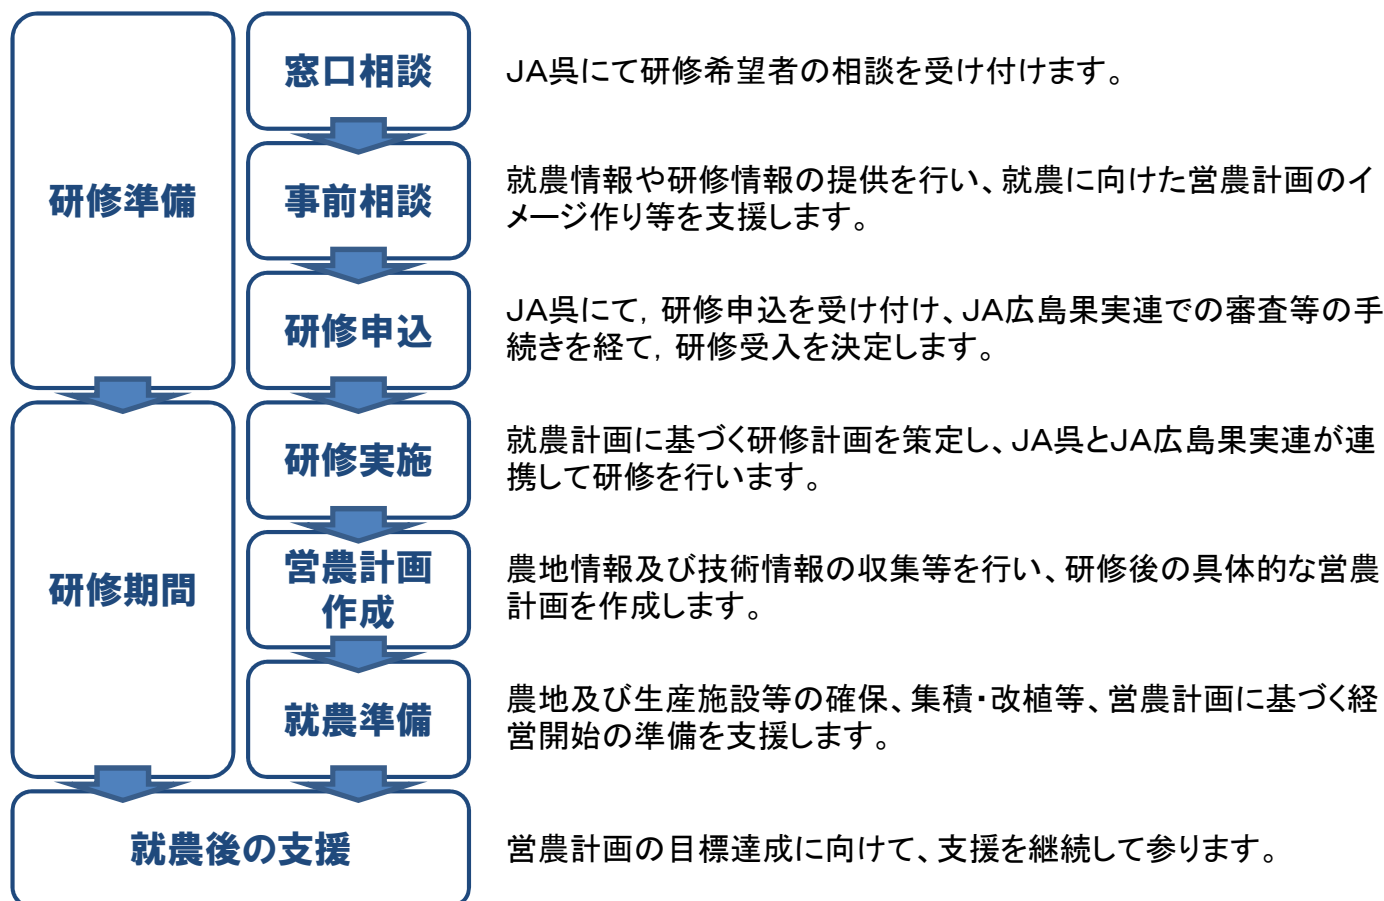 研修準備
窓口相談
JA呉にて研修希望者の相談を受け付けます。
事前相談
就農情報や研修情報の提供を行い、就農に向けた営農計画のイ
メージ作り等を支援します。
研修申込
JA呉にて，研修申込を受け付け、JA広島果実連での審査等の手
続きを経て，研修受入を決定します。
研修期間
研修実施
就農計画に基づく研修計画を策定し、JA呉とJA広島果実連が連
携して研修を行います。
営農計画
作成
農地情報及び技術情報の収集等を行い、研修後の具体的な営農
計画を作成します。
就農準備
農地及び生産施設等の確保、集積・改植等、営農計画に基づく経
営開始の準備を支援します。
就農後の支援
営農計画の目標達成に向けて、支援を継続して参ります。